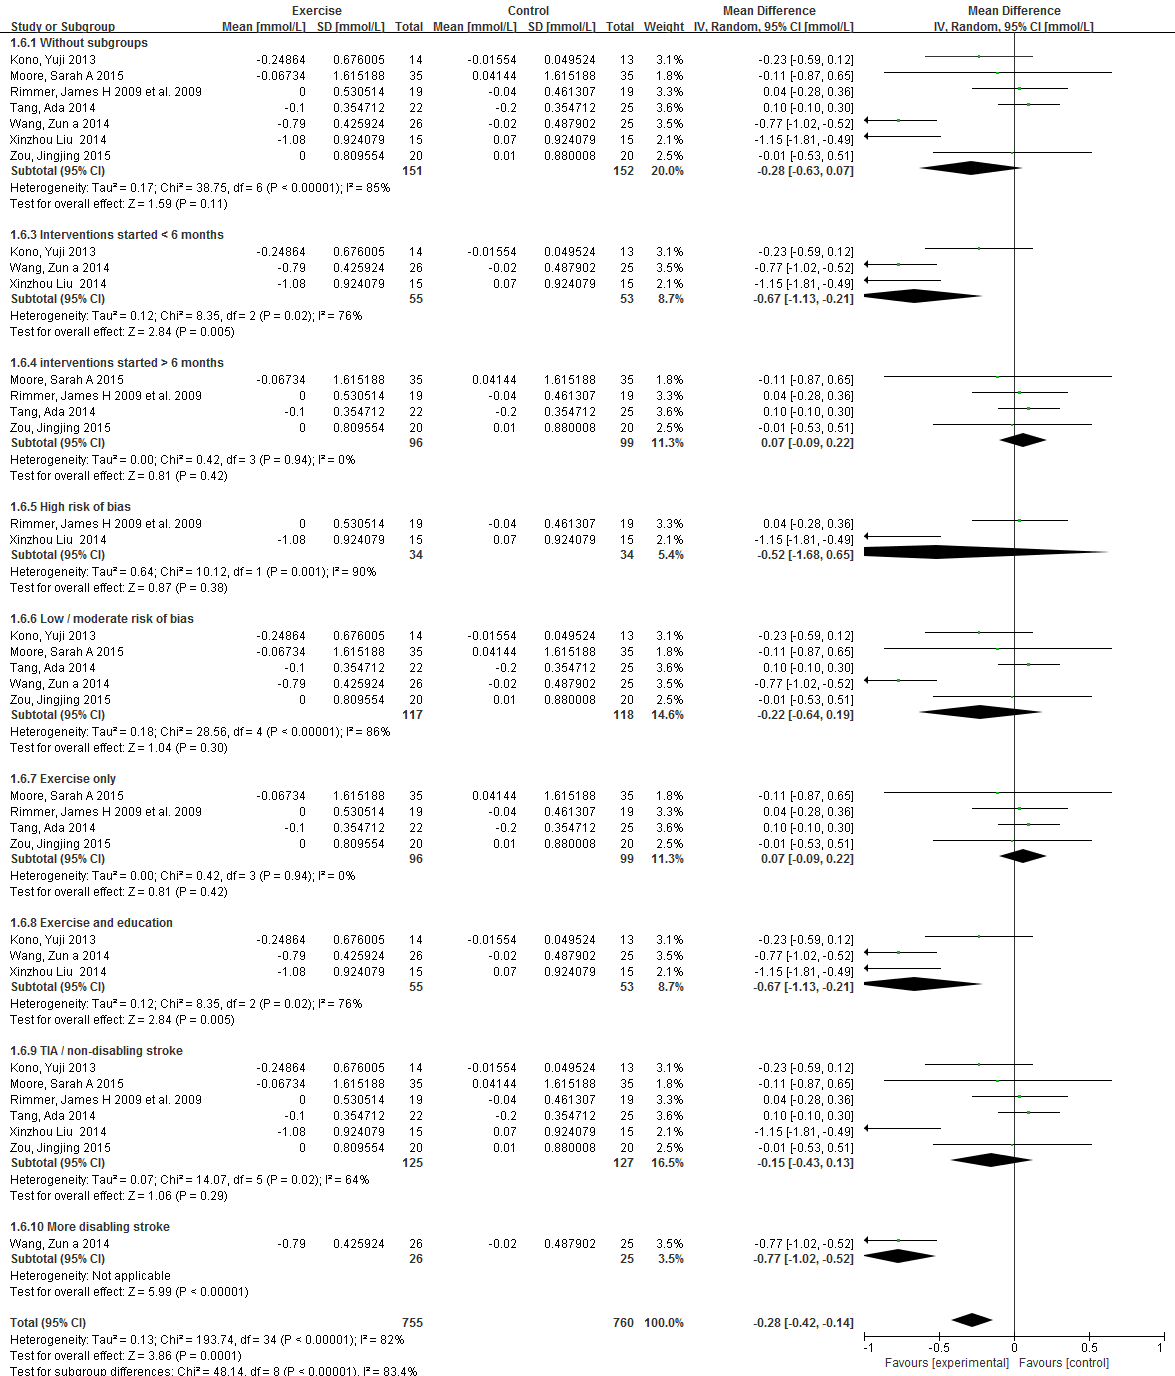 Exercise Control Mean Difference Mean Difference
Study or Subgroup Mean [mmol/L] SD [mmol/L] Total Mean [mmol/L] SD [mmol/L] Total Weight IV, Random, 95% CI [mmol/L] IV, Random, 95% CI [mmol/L]
1.6.1 Without subgroups
Kono, Yuji 2013 -0.24864 0.676005 14 -0.01554 0.049524 13 3.1% -0.23 [-0.59, 0.12]
Moore, Sarah A 2015 -0.06734 1.615188 35 0.04144 1.615188 35 1.8% -0.11 [-0.87, 0.65]
Rimmer, James H 2009 et al. 2009 0 0.530514 19 -0.04 0.461307 19 3.3% 0.04 [-0.28, 0.36]
Tang, Ada 2014 -0.1 0.354712 22 -0.2 0.354712 25 3.6% 0.10 [-0.10, 0.30]
Wang, Zun a 2014 -0.79 0.425924 26 -0.02 0.487902 25 3.5% -0.77 [-1.02, -0.52]
Xinzhou Liu 2014 -1.08 0.924079 15 0.07 0.924079 15 2.1% -1.15 [-1.81, -0.49]
Zou, Jingjing 2015 0 0.809554 20 0.01 0.880008 20 2.5% -0.01 [-0.53, 0.51]
Subtotal (95% CI) 151 152 20.0% -0.28 [-0.63, 0.07]
Heterogeneity: Tau² = 0.17; Chi² = 38.75, df = 6 (P < 0.00001); I² = 85%
Test for overall effect: Z = 1.59 (P = 0.11)
1.6.3 Interventions started < 6 months
Kono, Yuji 2013 -0.24864 0.676005 14 -0.01554 0.049524 13 3.1% -0.23 [-0.59, 0.12]
Wang, Zun a 2014 -0.79 0.425924 26 -0.02 0.487902 25 3.5% -0.77 [-1.02, -0.52]
Xinzhou Liu 2014 -1.08 0.924079 15 0.07 0.924079 15 2.1% -1.15 [-1.81, -0.49]
Subtotal (95% CI) 55 53 8.7% -0.67 [-1.13, -0.21]
Heterogeneity: Tau² = 0.12; Chi² = 8.35, df = 2 (P = 0.02); I² = 76%
Test for overall effect: Z = 2.84 (P = 0.005)
1.6.4 interventions started > 6 months
Moore, Sarah A 2015 -0.06734 1.615188 35 0.04144 1.615188 35 1.8% -0.11 [-0.87, 0.65]
Rimmer, James H 2009 et al. 2009 0 0.530514 19 -0.04 0.461307 19 3.3% 0.04 [-0.28, 0.36]
Tang, Ada 2014 -0.1 0.354712 22 -0.2 0.354712 25 3.6% 0.10 [-0.10, 0.30]
Zou, Jingjing 2015 0 0.809554 20 0.01 0.880008 20 2.5% -0.01 [-0.53, 0.51]
Subtotal (95% CI) 96 99 11.3% 0.07 [-0.09, 0.22]
Heterogeneity: Tau² = 0.00; Chi² = 0.42, df = 3 (P = 0.94); I² = 0%
Test for overall effect: Z = 0.81 (P = 0.42)
1.6.5 High risk of bias
Rimmer, James H 2009 et al. 2009 0 0.530514 19 -0.04 0.461307 19 3.3% 0.04 [-0.28, 0.36]
Xinzhou Liu 2014 -1.08 0.924079 15 0.07 0.924079 15 2.1% -1.15 [-1.81, -0.49]
Subtotal (95% CI) 34 34 5.4% -0.52 [-1.68, 0.65]
Heterogeneity: Tau² = 0.64; Chi² = 10.12, df = 1 (P = 0.001); I² = 90%
Test for overall effect: Z = 0.87 (P = 0.38)
1.6.6 Low / moderate risk of bias
Kono, Yuji 2013 -0.24864 0.676005 14 -0.01554 0.049524 13 3.1% -0.23 [-0.59, 0.12]
Moore, Sarah A 2015 -0.06734 1.615188 35 0.04144 1.615188 35 1.8% -0.11 [-0.87, 0.65]
Tang, Ada 2014 -0.1 0.354712 22 -0.2 0.354712 25 3.6% 0.10 [-0.10, 0.30]
Wang, Zun a 2014 -0.79 0.425924 26 -0.02 0.487902 25 3.5% -0.77 [-1.02, -0.52]
Zou, Jingjing 2015 0 0.809554 20 0.01 0.880008 20 2.5% -0.01 [-0.53, 0.51]
Subtotal (95% CI) 117 118 14.6% -0.22 [-0.64, 0.19]
Heterogeneity: Tau² = 0.18; Chi² = 28.56, df = 4 (P < 0.00001); I² = 86%
Test for overall effect: Z = 1.04 (P = 0.30)
1.6.7 Exercise only
Moore, Sarah A 2015 -0.06734 1.615188 35 0.04144 1.615188 35 1.8% -0.11 [-0.87, 0.65]
Rimmer, James H 2009 et al. 2009 0 0.530514 19 -0.04 0.461307 19 3.3% 0.04 [-0.28, 0.36]
Tang, Ada 2014 -0.1 0.354712 22 -0.2 0.354712 25 3.6% 0.10 [-0.10, 0.30]
Zou, Jingjing 2015 0 0.809554 20 0.01 0.880008 20 2.5% -0.01 [-0.53, 0.51]
Subtotal (95% CI) 96 99 11.3% 0.07 [-0.09, 0.22]
Heterogeneity: Tau² = 0.00; Chi² = 0.42, df = 3 (P = 0.94); I² = 0%
Test for overall effect: Z = 0.81 (P = 0.42)
1.6.8 Exercise and education
Kono, Yuji 2013 -0.24864 0.676005 14 -0.01554 0.049524 13 3.1% -0.23 [-0.59, 0.12]
Wang, Zun a 2014 -0.79 0.425924 26 -0.02 0.487902 25 3.5% -0.77 [-1.02, -0.52]
Xinzhou Liu 2014 -1.08 0.924079 15 0.07 0.924079 15 2.1% -1.15 [-1.81, -0.49]
Subtotal (95% CI) 55 53 8.7% -0.67 [-1.13, -0.21]
Heterogeneity: Tau² = 0.12; Chi² = 8.35, df = 2 (P = 0.02); I² = 76%
Test for overall effect: Z = 2.84 (P = 0.005)
1.6.9 TIA / non-disabling stroke
Kono, Yuji 2013 -0.24864 0.676005 14 -0.01554 0.049524 13 3.1% -0.23 [-0.59, 0.12]
Moore, Sarah A 2015 -0.06734 1.615188 35 0.04144 1.615188 35 1.8% -0.11 [-0.87, 0.65]
Rimmer, James H 2009 et al. 2009 0 0.530514 19 -0.04 0.461307 19 3.3% 0.04 [-0.28, 0.36]
Tang, Ada 2014 -0.1 0.354712 22 -0.2 0.354712 25 3.6% 0.10 [-0.10, 0.30]
Xinzhou Liu 2014 -1.08 0.924079 15 0.07 0.924079 15 2.1% -1.15 [-1.81, -0.49]
Zou, Jingjing 2015 0 0.809554 20 0.01 0.880008 20 2.5% -0.01 [-0.53, 0.51]
Subtotal (95% CI) 125 127 16.5% -0.15 [-0.43, 0.13]
Heterogeneity: Tau² = 0.07; Chi² = 14.07, df = 5 (P = 0.02); I² = 64%
Test for overall effect: Z = 1.06 (P = 0.29)
1.6.10 More disabling stroke
Wang, Zun a 2014 -0.79 0.425924 26 -0.02 0.487902 25 3.5% -0.77 [-1.02, -0.52]
Subtotal (95% CI) 26 25 3.5% -0.77 [-1.02, -0.52]
Heterogeneity: Not applicable
Test for overall effect: Z = 5.99 (P < 0.00001)
Total (95% CI) 755 760 100.0% -0.28 [-0.42, -0.14]
Heterogeneity: Tau² = 0.13; Chi² = 193.74, df = 34 (P < 0.00001); I² = 82%
Test for overall effect: Z = 3.86 (P = 0.0001)
Test for subgroup differences: Chi² = 48.14, df = 8 (P < 0.00001), I² = 83.4%
-1 -0.5 0 0.5 1
Favours [experimental] Favours [control]